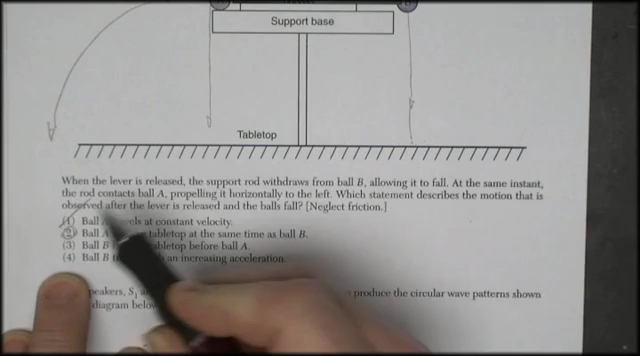 Support base
Tabletop
When the lever is released, the support rod withdraws from ball B, allowing it to fall. At the same instant,
the rod contacts ball A, propelling it horizontally to the left. Which statement describes the motion that is
observed after the lever is released and the balls fall? [Neglect friction.]
(1) Ball at constant velocity.
(2) Ball A tabletop at the same time as ball B.
(3) Ball B tabletop before ball A.
(4) Ball B an increasing acceleration.
speakers, S₁ produce the circular wave patterns shown
diagram